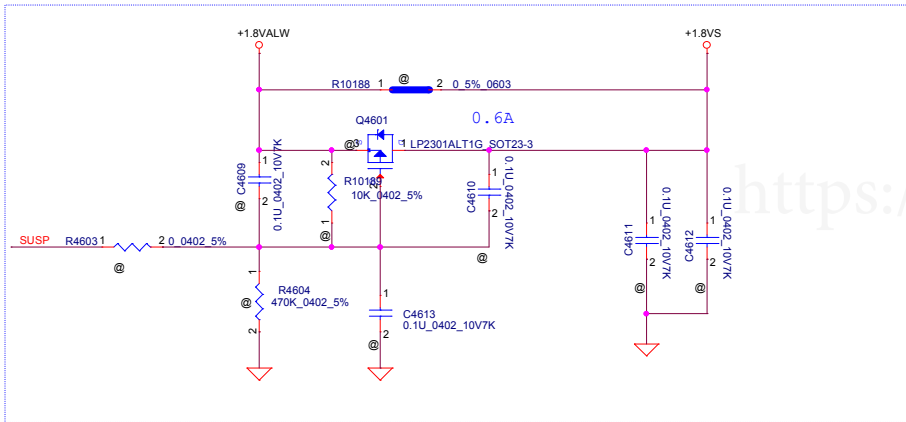 +1.8VALW
+1.8VS
R10188
1
@
2
0_5%_0603
Q4601
0.6A
@
3
1
LP2301ALT1G_SOT23-3
2
C4609
1
2
0.1U_0402_10V7K
@
2
R10189
10K_0402_5%
1
@
C4610
1
2
0.1U_0402_10V7K
@
C4611
1
2
0.1U_0402_10V7K
@
C4612
1
2
0.1U_0402_10V7K
@
SUSP
R4603
1
2
0_0402_5%
@
1
R4604
470K_0402_5%
@
2
1
C4613
0.1U_0402_10V7K
2
@
https:/